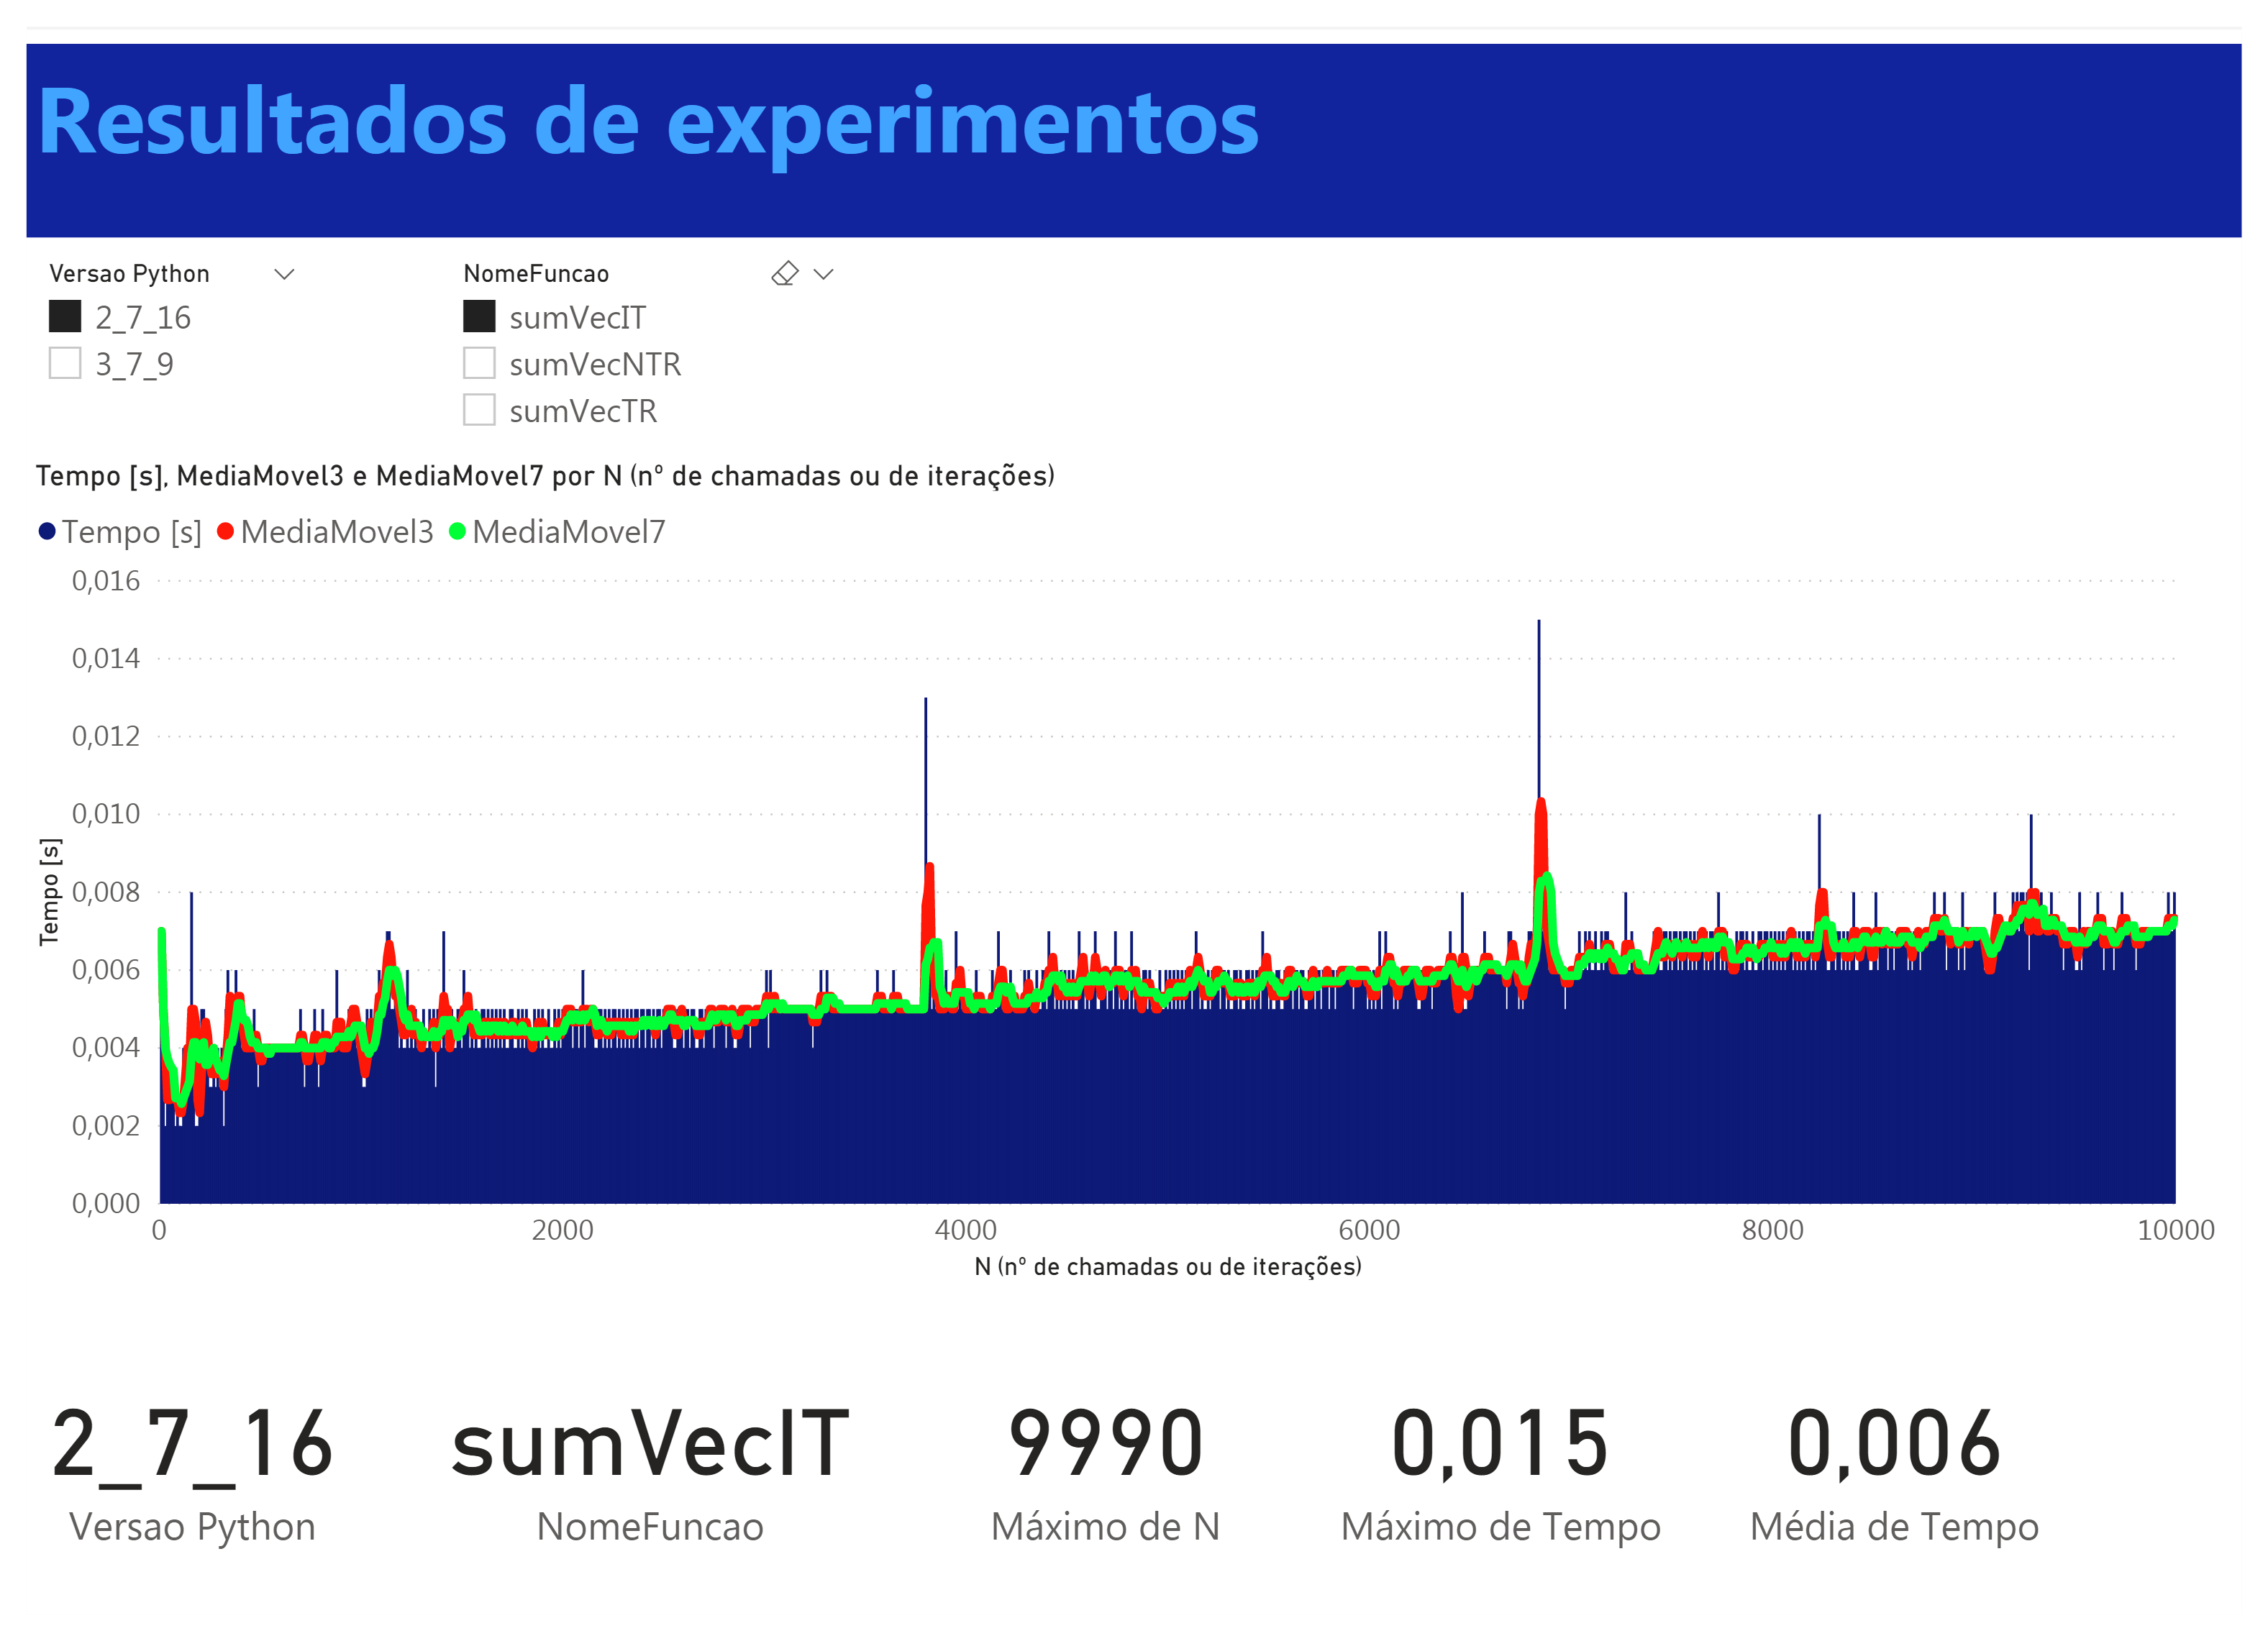 Resultados de experimentos
Versao Python
2_7_16
3_7_9
NomeFuncao
sumVecIT
sumVecNTR
sumVecTR
Tempo [s], MediaMovel3 e MediaMovel7 por N (nº de chamadas ou de iterações)
Tempo [s] MediaMovel3 MediaMovel7
0,016
0,014
0,012
0,010
0,008
0,006
0,004
0,002
0,000
Tempo [s]
0 2000 4000 6000 8000 10000
N (nº de chamadas ou de iterações)
2_7_16
Versao Python
sumVecIT
NomeFuncao
9990
Máximo de N
0,015
Máximo de Tempo
0,006
Média de Tempo